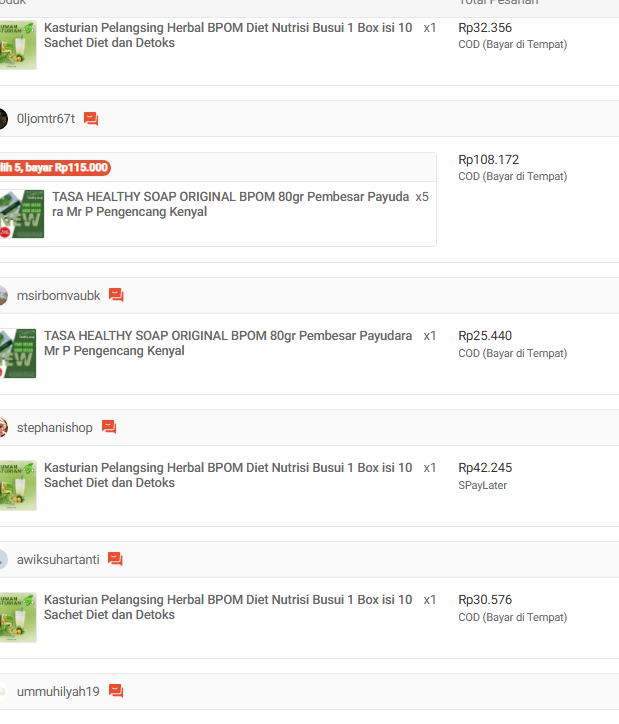 Total Pesanan
Kasturian Pelangsing Herbal BPOM Diet Nutrisi Busui 1 Box isi 10 x1
Sachet Diet dan Detoks
Rp32.356
COD (Bayar di Tempat)
0ljomtr67t
lih 5, bayar Rp115.000
TASA HEALTHY SOAP ORIGINAL BPOM 80gr Pembesar Payuda x5
ra Mr P Pengencang Kenyal
Rp108.172
COD (Bayar di Tempat)
msirbomvaubk
TASA HEALTHY SOAP ORIGINAL BPOM 80gr Pembesar Payudara x1
Mr P Pengencang Kenyal
Rp25.440
COD (Bayar di Tempat)
stephanishop
Kasturian Pelangsing Herbal BPOM Diet Nutrisi Busui 1 Box isi 10 x1
Sachet Diet dan Detoks
Rp42.245
SPayLater
awiksuhartanti
Kasturian Pelangsing Herbal BPOM Diet Nutrisi Busui 1 Box isi 10 x1
Sachet Diet dan Detoks
Rp30.576
COD (Bayar di Tempat)
ummuhilyah19